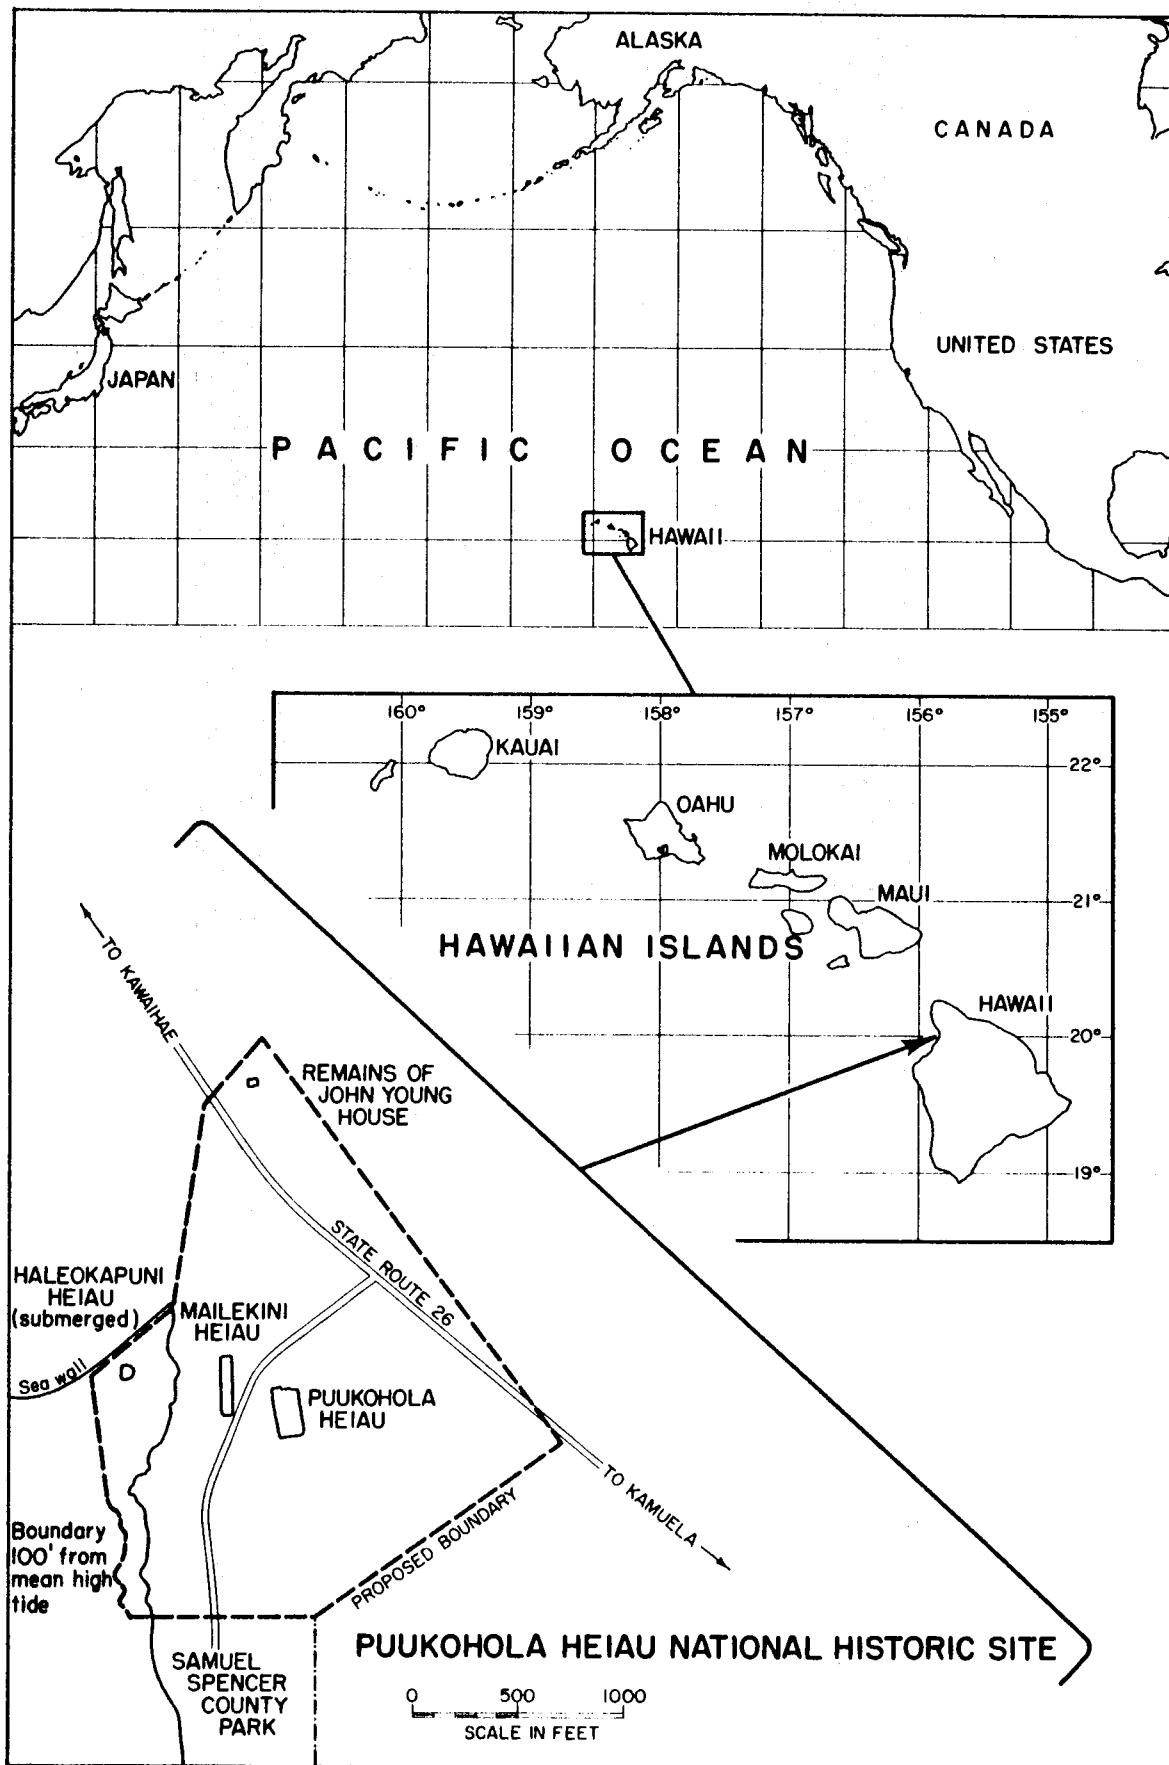 ALASKA
CANADA
UNITED STATES
JAPAN
PACIFIC OCEAN
HAWAII
160° 159° 158° 157° 156° 155°
KAUAI
22°
OAHU
MOLOKAI
MAUI
21°
HAWAIIAN ISLANDS
HAWAII
20°
19°
TO KAWAIHAE
REMAINS OF
JOHN YOUNG
HOUSE
STATE ROUTE 26
HALEOKAPUNI
HEIAU
(submerged)
MAILEKINI
HEIAU
Sea wall
PUUKOHOLA
HEIAU
TO KAMUELA
PROPOSED BOUNDARY
Boundary
100' from
mean high
tide
PUUKOHOLA HEIAU NATIONAL HISTORIC SITE
SAMUEL
SPENCER
COUNTY
PARK
0 500 1000
SCALE IN FEET